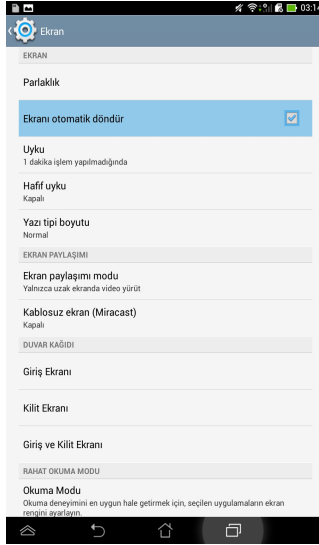 03:14
Ekran
EKRAN
Parlaklık
Ekranı otomatik döndür
Uyku
1 dakika işlem yapılmadığında
Hafif uyku
Kapalı
Yazı tipi boyutu
Normal
EKRAN PAYLAŞIMI
Ekran paylaşımı modu
Yalnızca uzak ekranda video yürüt
Kablosuz ekran (Miracast)
Kapalı
DUVAR KAĞIDI
Giriş Ekranı
Kilit Ekranı
Giriş ve Kilit Ekranı
RAHAT OKUMA MODU
Okuma Modu
Okuma deneyimini en uygun hale getirmek için, seçilen uygulamaların ekran
rengini ayarlayın.